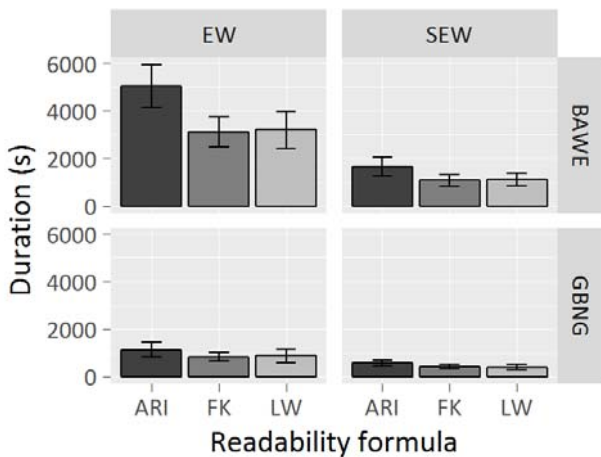 EW SEW
Duration (s)
6000
4000
2000
0
BAWE
6000
4000
2000
0
GBNG
ARI FK LW ARI FK LW
Readability formula